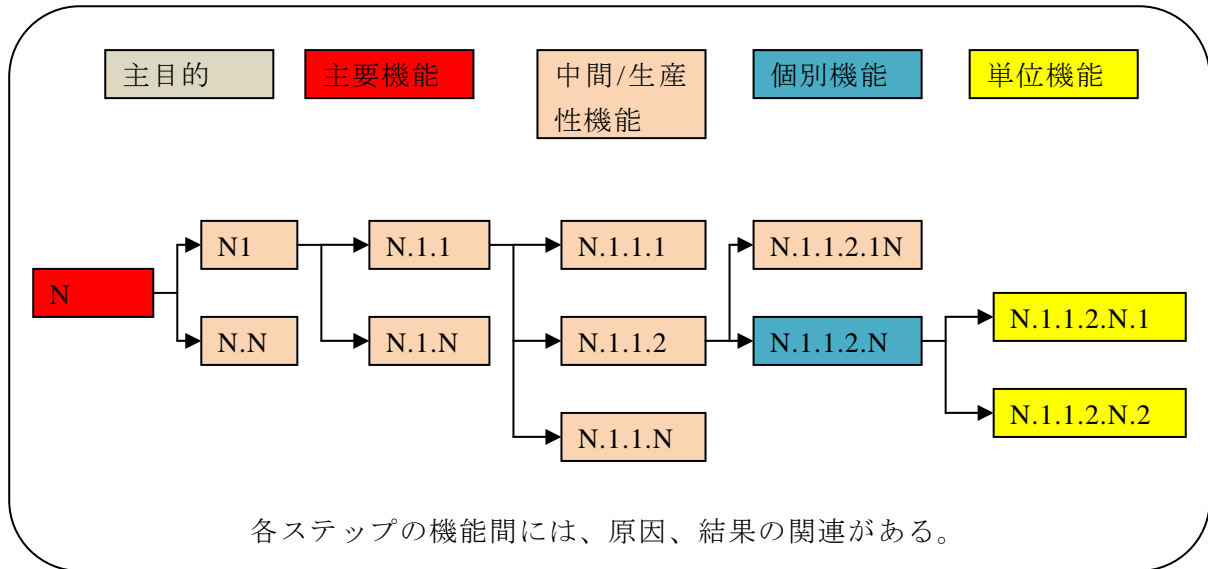 主目的
主要機能
中間/生産
性機能
個別機能
単位機能
N
N1
N.N
N.1.1
N.1.N
N.1.1.1
N.1.1.2
N.1.1.N
N.1.1.2.1N
N.1.1.2.N
N.1.1.2.N.1
N.1.1.2.N.2
各ステップの機能間には、原因、結果の関連がある。